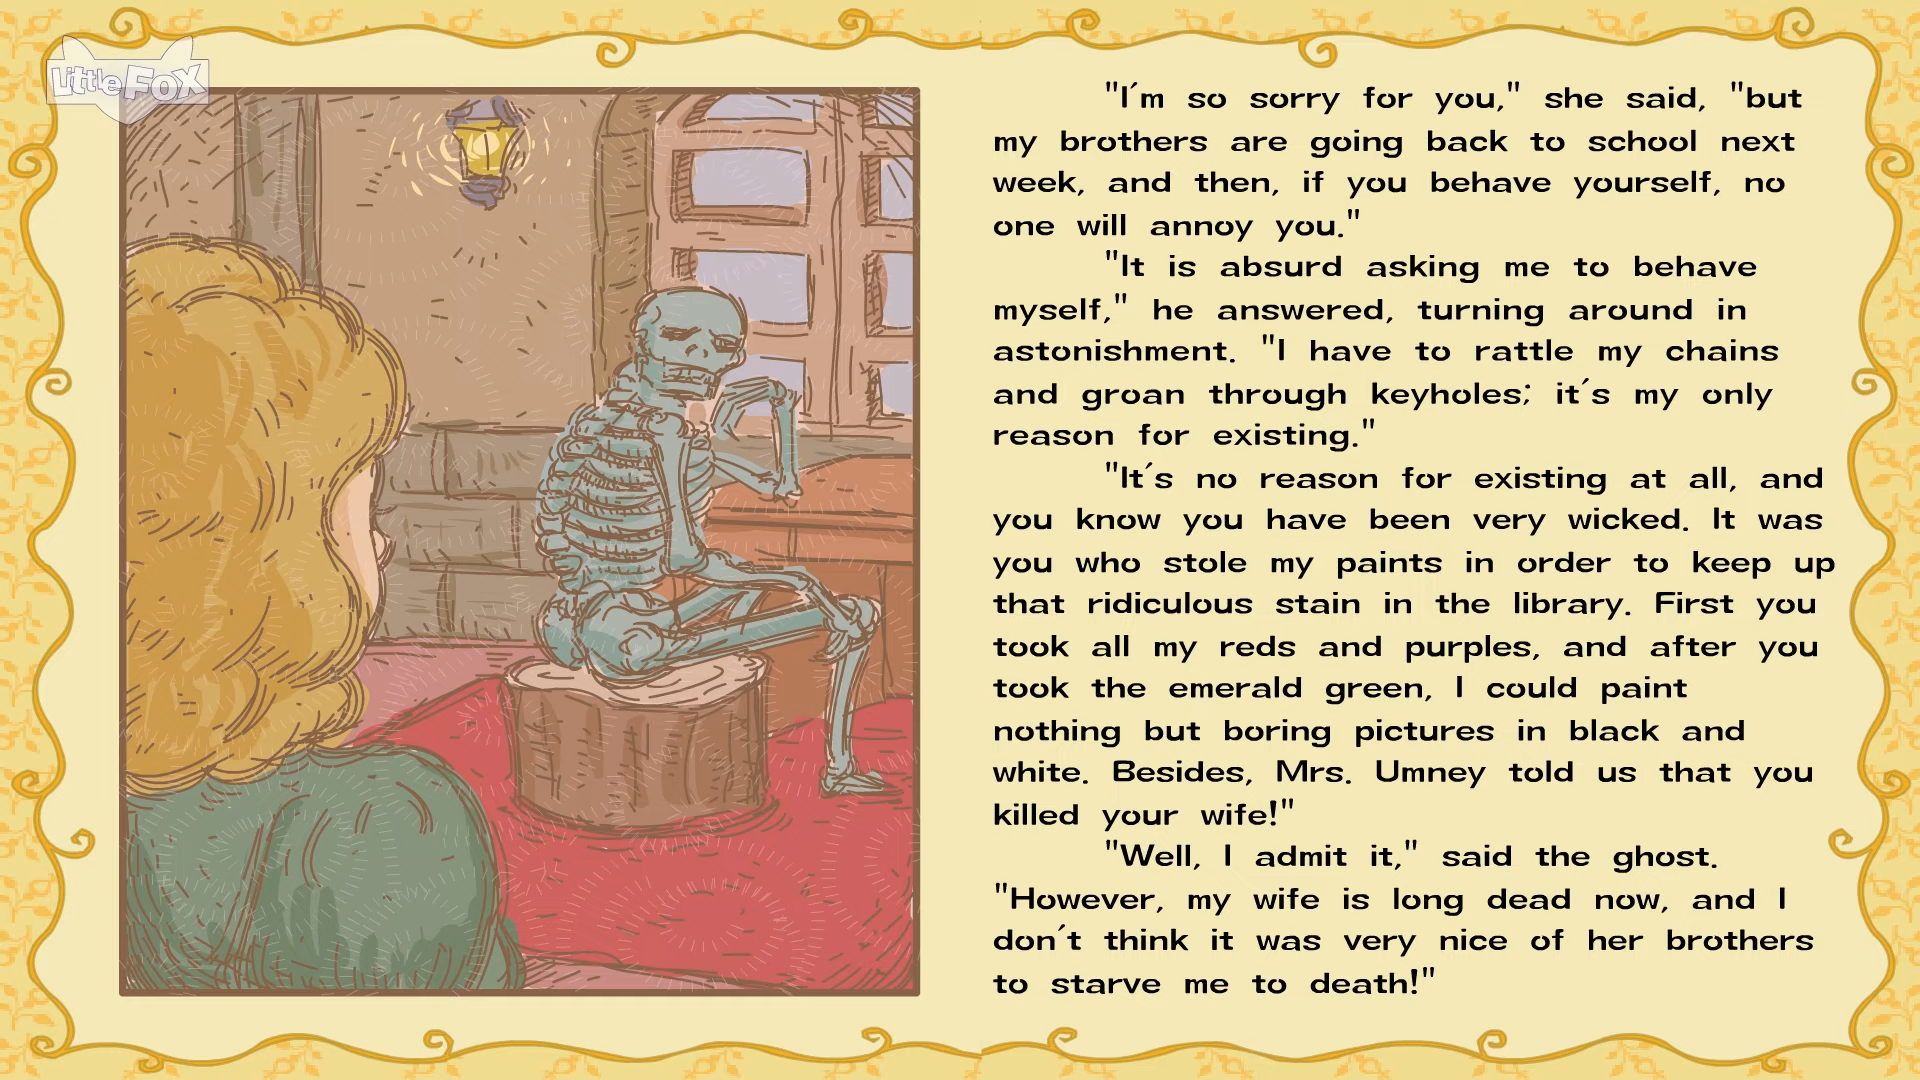 Little Fox
"I'm so sorry for you," she said, "but
my brothers are going back to school next
week, and then, if you behave yourself, no
one will annoy you."
"It is absurd asking me to behave
myself," he answered, turning around in
astonishment. "I have to rattle my chains
and groan through keyholes; it's my only
reason for existing."
"It's no reason for existing at all, and
you know you have been very wicked. It was
you who stole my paints in order to keep up
that ridiculous stain in the library. First you
took all my reds and purples, and after you
took the emerald green, I could paint
nothing but boring pictures in black and
white. Besides, Mrs. Umney told us that you
killed your wife!"
"Well, I admit it," said the ghost.
"However, my wife is long dead now, and I
don't think it was very nice of her brothers
to starve me to death!"